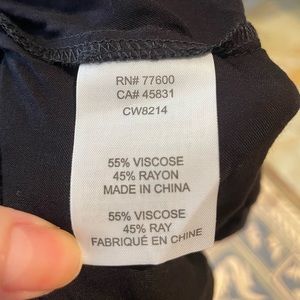 RN# 77600
CA# 45831
CW8214
55% VISCOSE
45% RAYON
MADE IN CHINA
55% VISCOSE
45% RAY
FABRIQUÉ EN CHINE